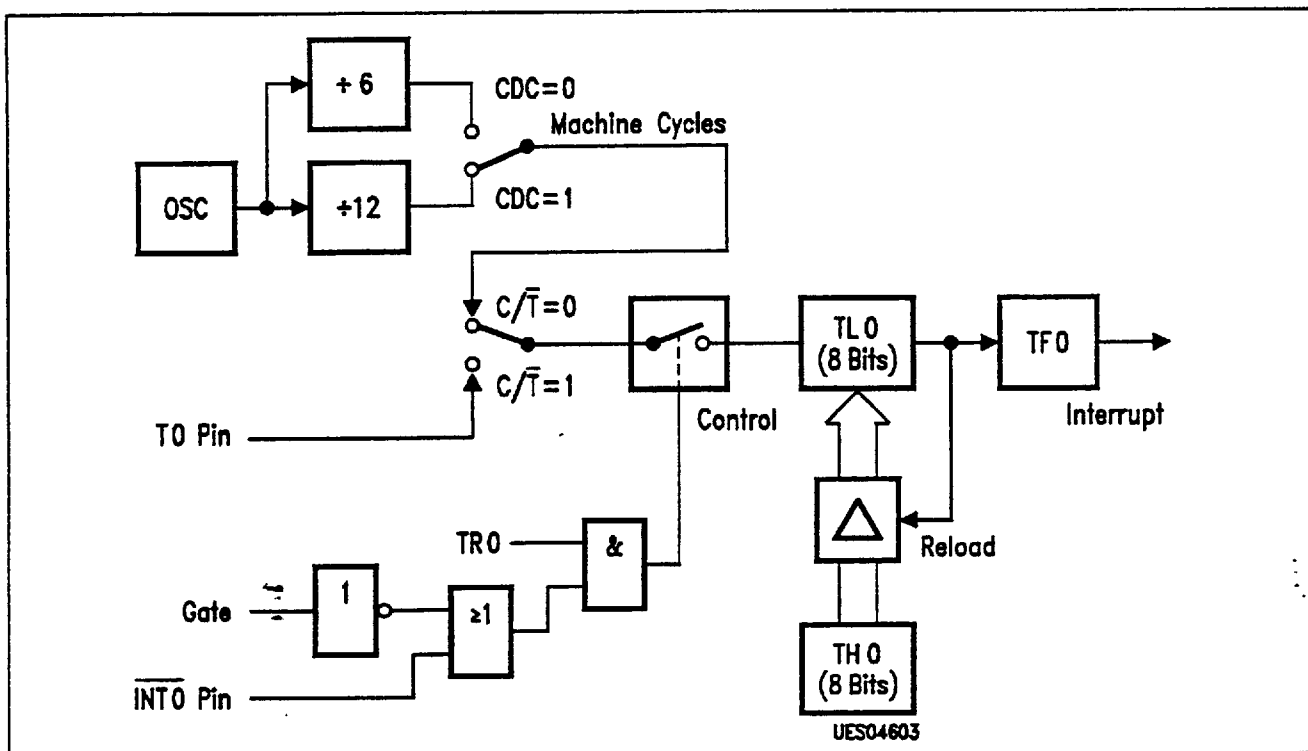 ÷ 6
CDC=0
Machine Cycles
OSC
÷12
CDC=1
C/T̅=0
TL0
(8 Bits)
TF0
C/T̅=1
Control
Interrupt
T0 Pin
TR0
&
Reload
Gate
1
≥1
TH0
(8 Bits)
I̅N̅T̅0̅ Pin
UES04603